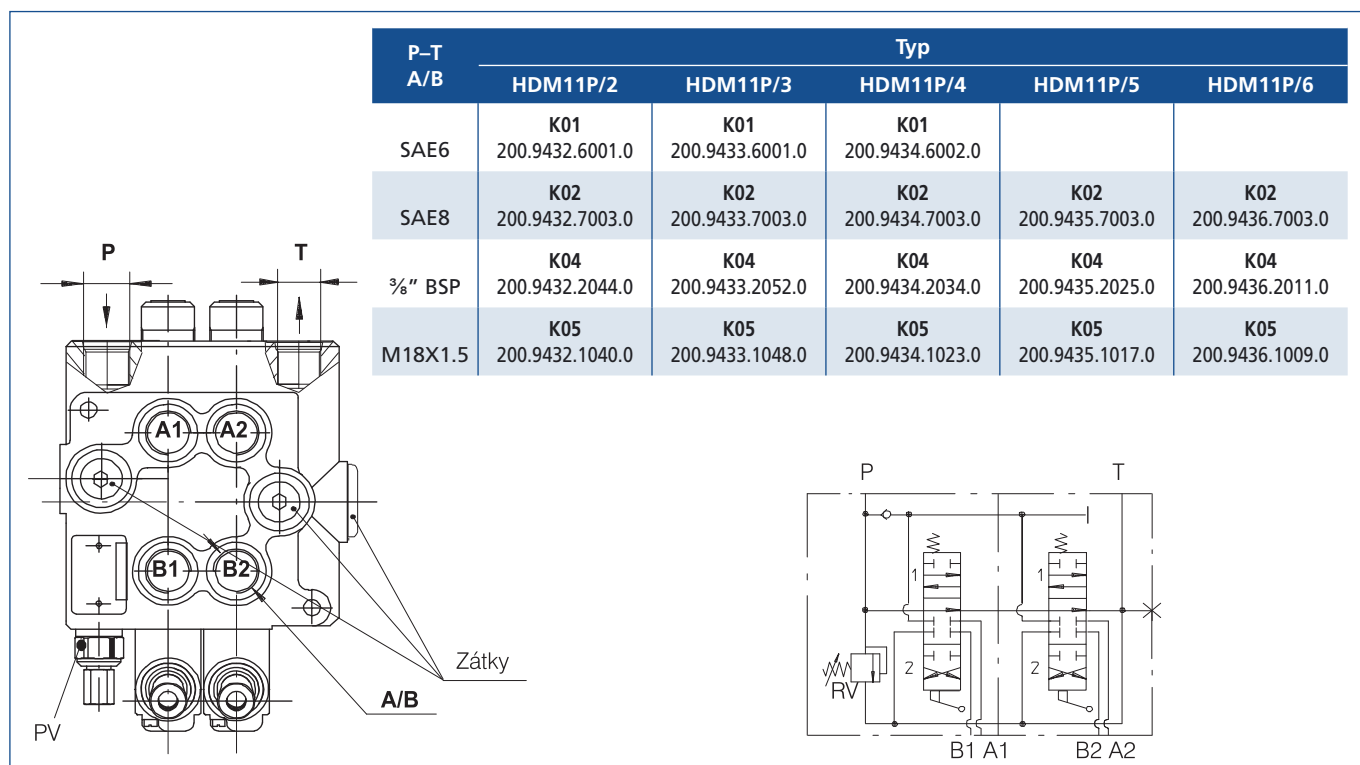 P–T
A/B
Typ
HDM11P/2 HDM11P/3 HDM11P/4 HDM11P/5 HDM11P/6
SAE6
K01 K01 K01
200.9432.6001.0 200.9433.6001.0 200.9434.6002.0
SAE8
K02 K02 K02 K02 K02
200.9432.7003.0 200.9433.7003.0 200.9434.7003.0 200.9435.7003.0 200.9436.7003.0
⅜″ BSP
K04 K04 K04 K04 K04
200.9432.2044.0 200.9433.2052.0 200.9434.2034.0 200.9435.2025.0 200.9436.2011.0
M18X1.5
K05 K05 K05 K05 K05
200.9432.1040.0 200.9433.1048.0 200.9434.1023.0 200.9435.1017.0 200.9436.1009.0
P T
A1 A2
B1 B2
Zátky
A/B
PV
P T
1 1
2 2
RV
B1 A1 B2 A2